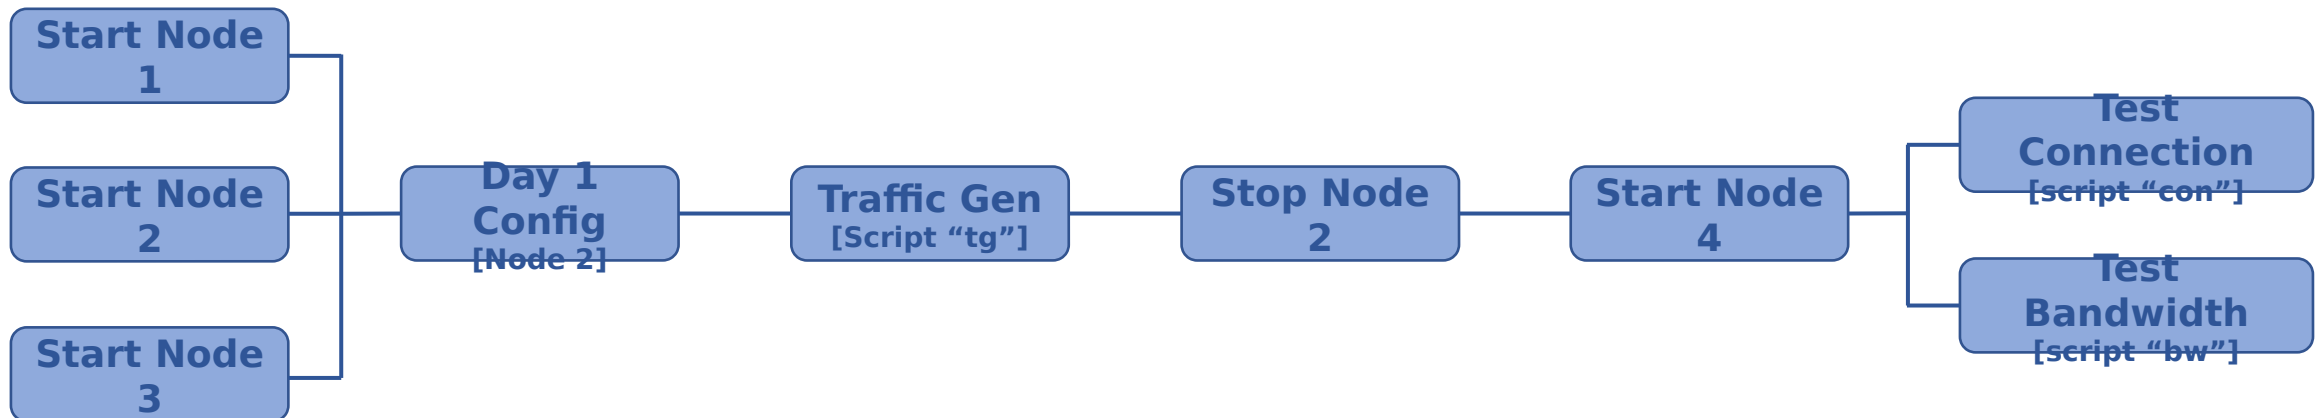 Start Node
1
Start Node
2
Start Node
3
Day 1
Config
[Node 2]
Traffic Gen
[Script “tg”]
Stop Node
2
Start Node
4
Test
Connection
[script “con”]
Test
Bandwidth
[script “bw”]